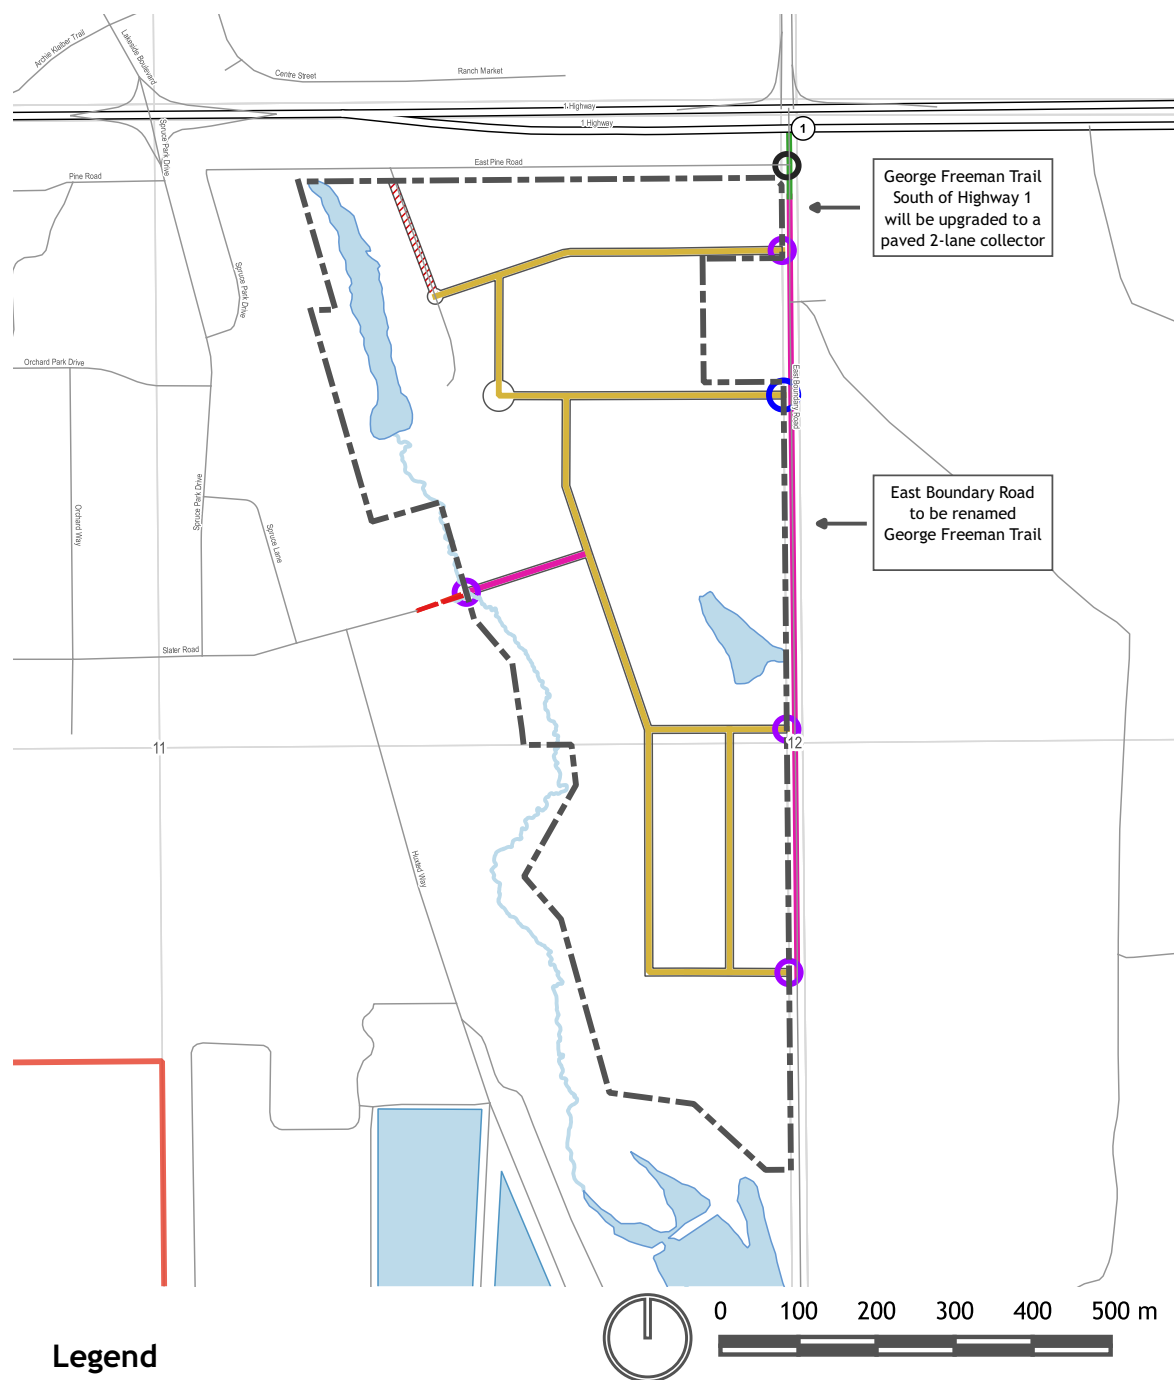 Archie Klaiber Trail
Lakeside Boulevard
Centre Street
Ranch Market
1 Highway
1 Highway
1
Spruce Park Drive
East Pine Road
Pine Road
George Freeman Trail
South of Highway 1
will be upgraded to a
paved 2-lane collector
Spruce Park Drive
Orchard Park Drive
East Boundary Road
Spruce Park Drive
Orchard Way
Spruce Lane
East Boundary Road
to be renamed
George Freeman Trail
Slater Road
11
12
Huxted Way
0 100 200 300 400 500 m
Legend